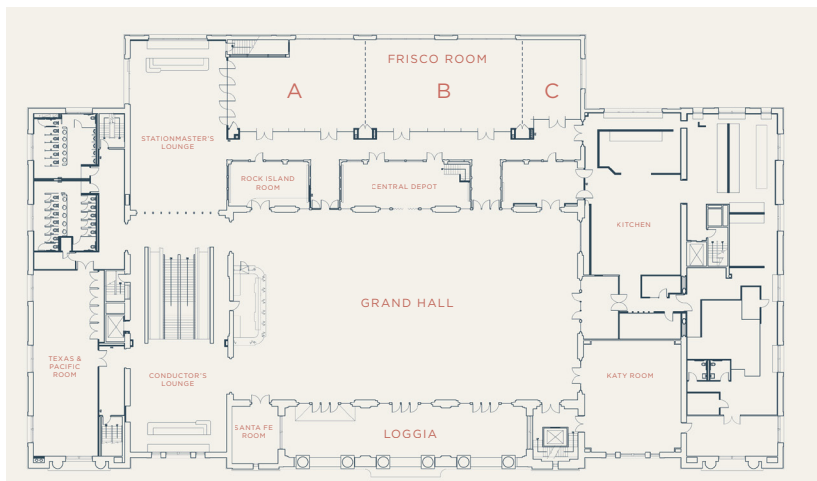 FRISCO ROOM
A
B
C
STATIONMASTER'S
LOUNGE
ROCK ISLAND
ROOM
CENTRAL DEPOT
KITCHEN
GRAND HALL
TEXAS &
PACIFIC
ROOM
CONDUCTOR'S
LOUNGE
KATY ROOM
SANTA FE
ROOM
LOGGIA